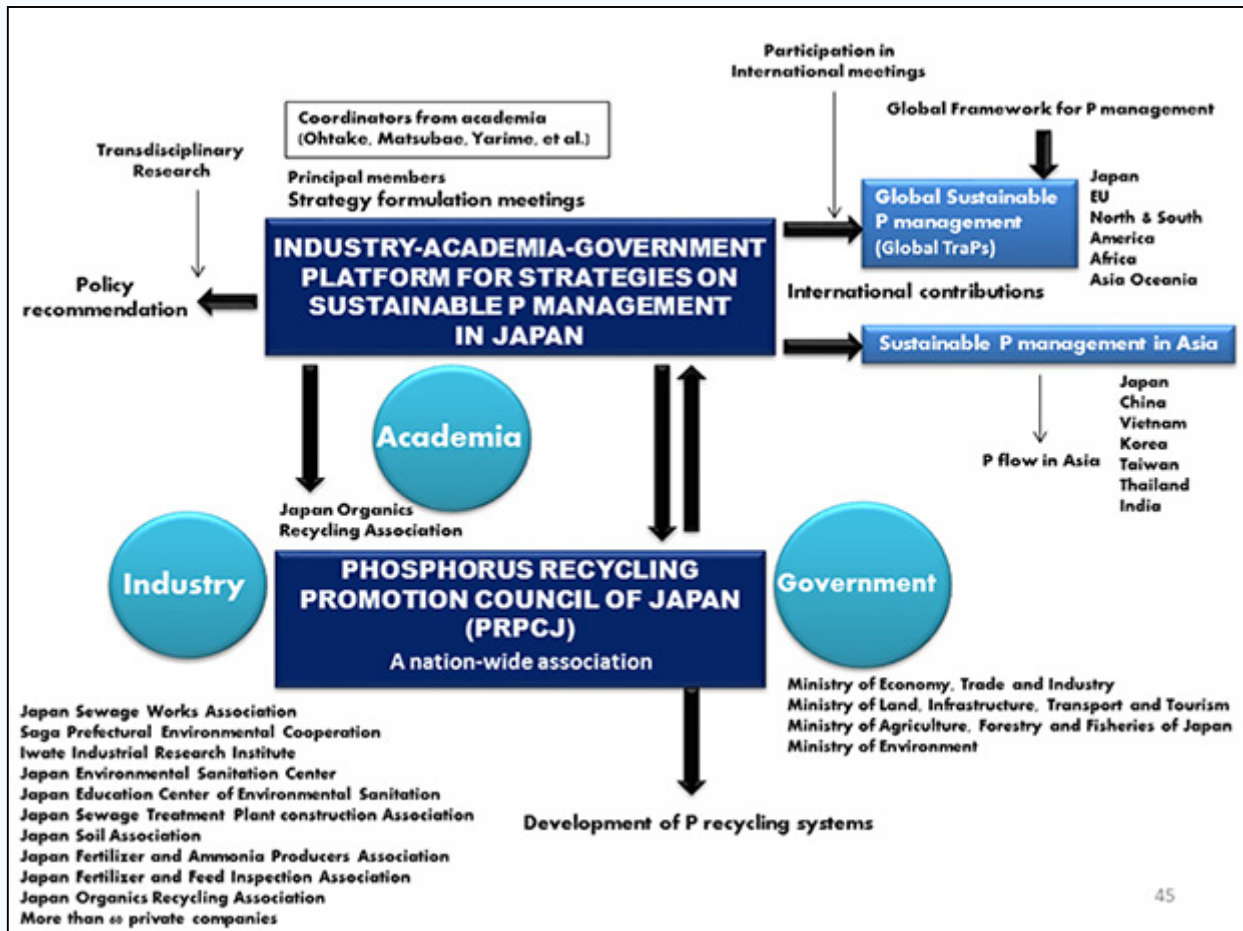 Participation in
International meetings
Coordinators from academia
(Ohtake, Matsubae, Yarime, et al.)
Global Framework for P management
Transdisciplinary
Research
Principal members
Strategy formulation meetings
INDUSTRY-ACADEMIA-GOVERNMENT
PLATFORM FOR STRATEGIES ON
SUSTAINABLE P MANAGEMENT
IN JAPAN
Global Sustainable
P management
(Global TraPs)
Japan
EU
North & South
America
Africa
Asia Oceania
Policy
recommendation
International contributions
Sustainable P management in Asia
Academia
Japan
China
Vietnam
Korea
Taiwan
Thailand
India
P flow in Asia
Japan Organics
Recycling Association
Industry
PHOSPHORUS RECYCLING
PROMOTION COUNCIL OF JAPAN
(PRPCJ)
A nation-wide association
Government
Ministry of Economy, Trade and Industry
Ministry of Land, Infrastructure, Transport and Tourism
Ministry of Agriculture, Forestry and Fisheries of Japan
Ministry of Environment
Japan Sewage Works Association
Saga Prefectural Environmental Cooperation
Iwate Industrial Research Institute
Japan Environmental Sanitation Center
Japan Education Center of Environmental Sanitation
Japan Sewage Treatment Plant construction Association
Japan Soil Association
Japan Fertilizer and Ammonia Producers Association
Japan Fertilizer and Feed Inspection Association
Japan Organics Recycling Association
More than 60 private companies
Development of P recycling systems
45